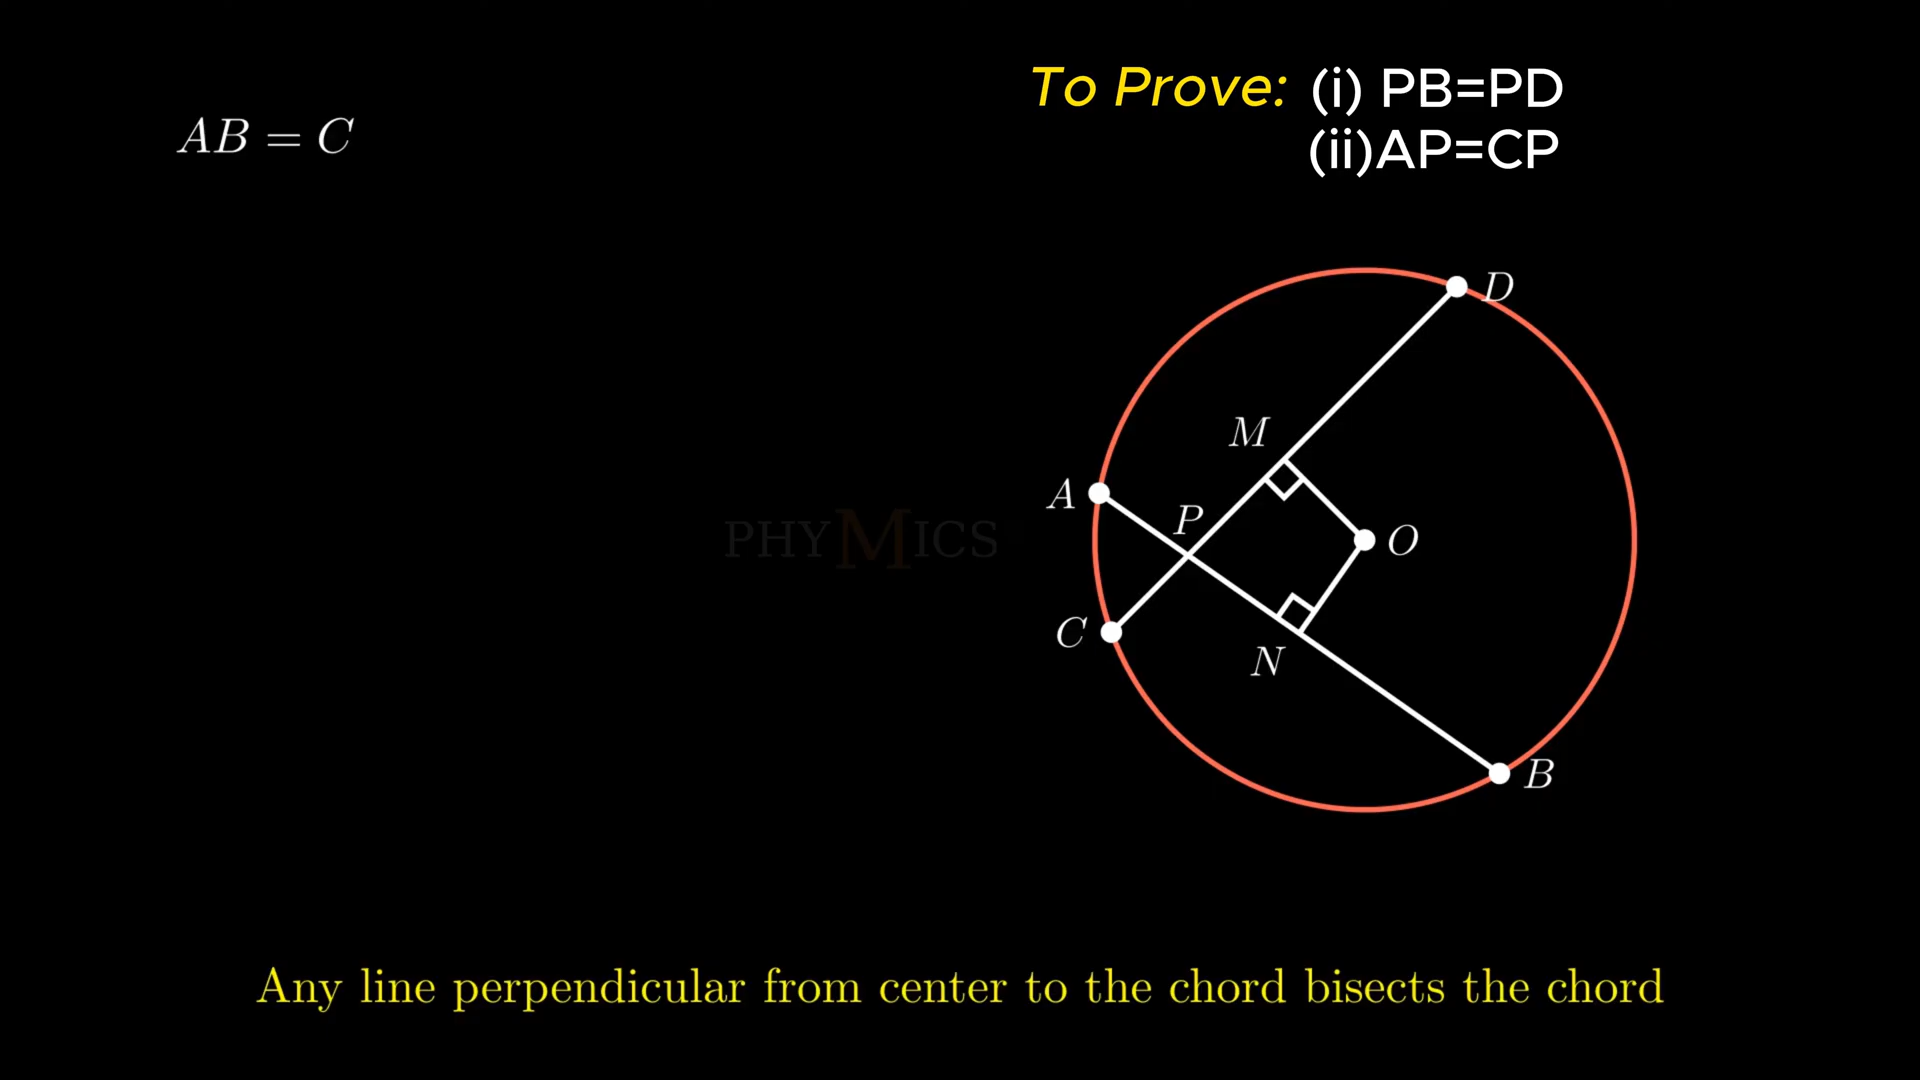 To Prove: (i) PB=PD
(ii)AP=CP
AB = C
D
M
A
P
O
PHYMICS
C
N
B
Any line perpendicular from center to the chord bisects the chord